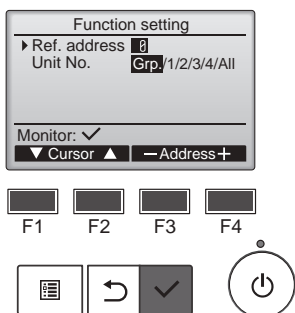 Function setting
Ref. address 0
Unit No. Grp./1/2/3/4/All
Monitor: ✓
▼ Cursor ▲ −Address+
F1 F2 F3 F4